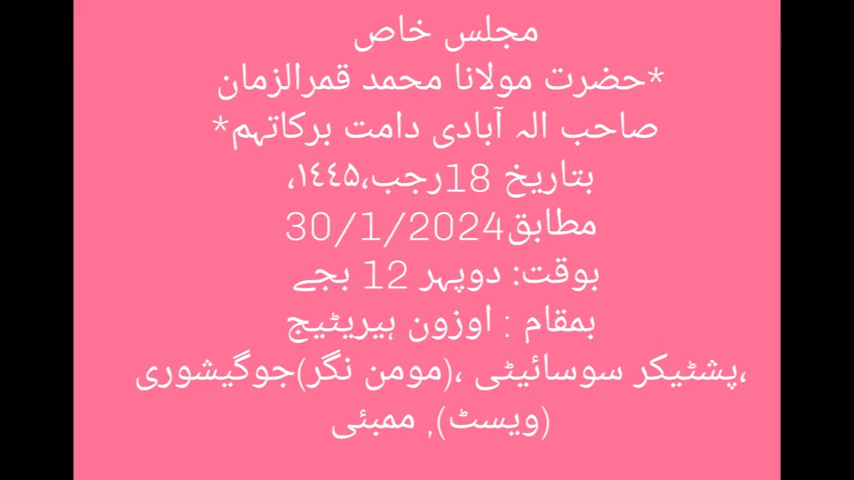 مجلس خاص
*حضرت مولانا محمد قمرالزمان
صاحب الہ آبادی دامت برکاتہم*
بتاریخ 18رجب،۱٤٤۵،
مطابق30/1/2024
بوقت: دوپہر 12 بجے
بمقام : اوزون ہیریٹیج
،پشٹیکر سوسائیٹی ،(مومن نگر)جوگیشوری
(ویسٹ), ممبئی